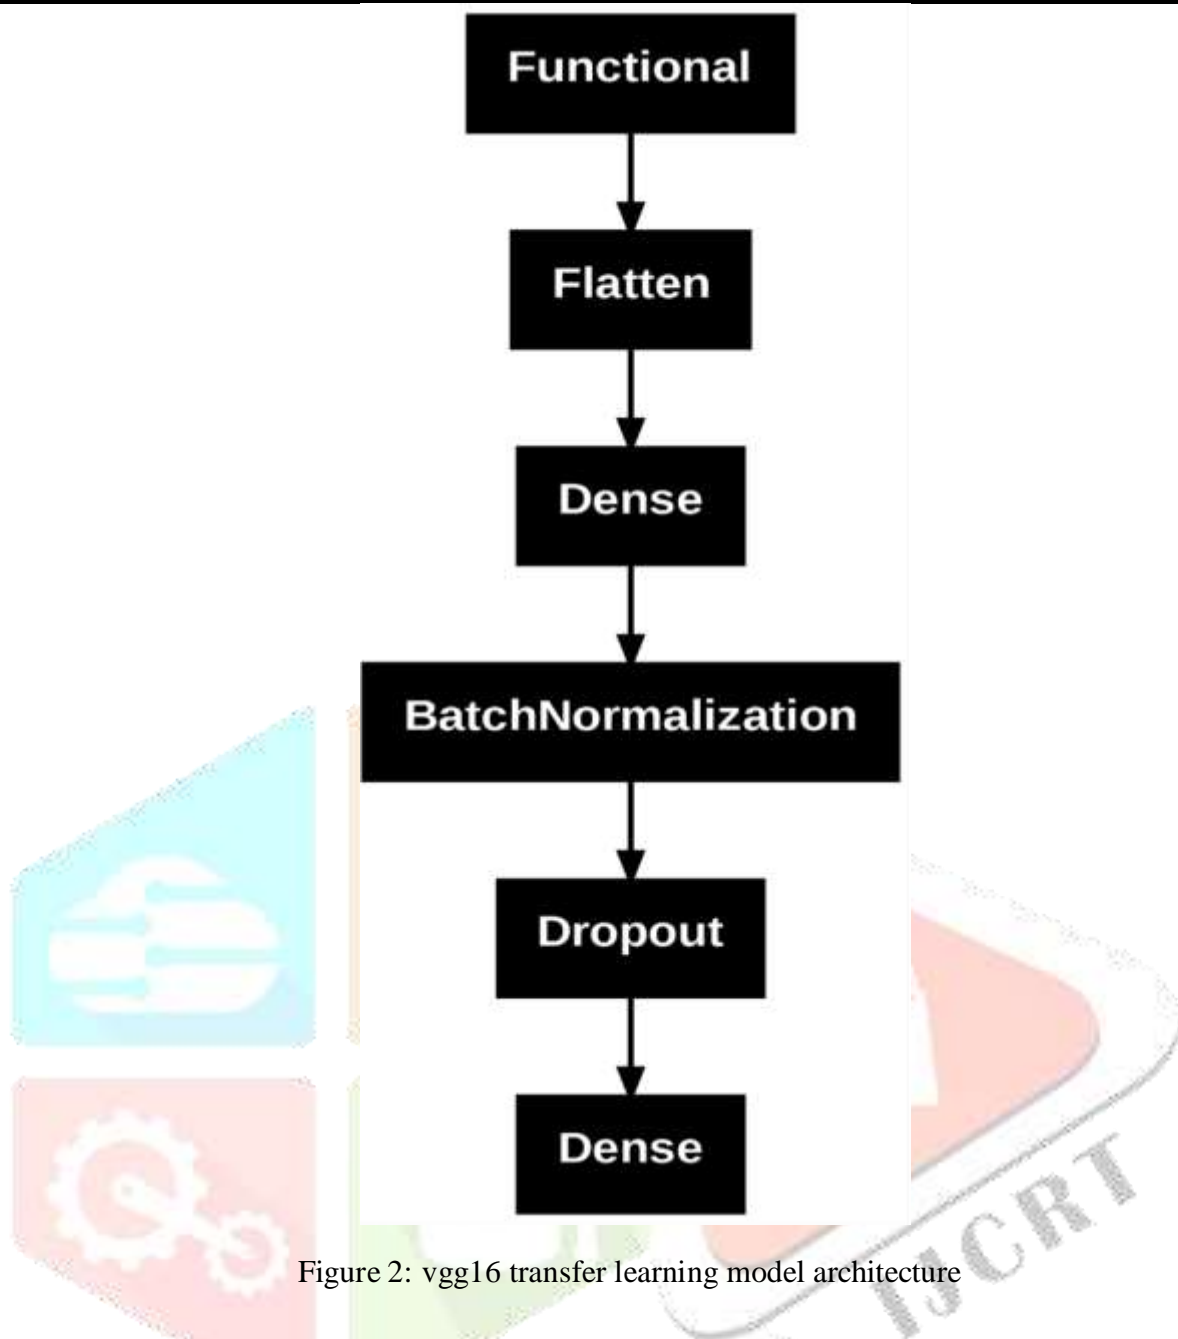 Functional
Flatten
Dense
BatchNormalization
Dropout
Dense
Figure 2: vgg16 transfer learning model architecture
IJCRT